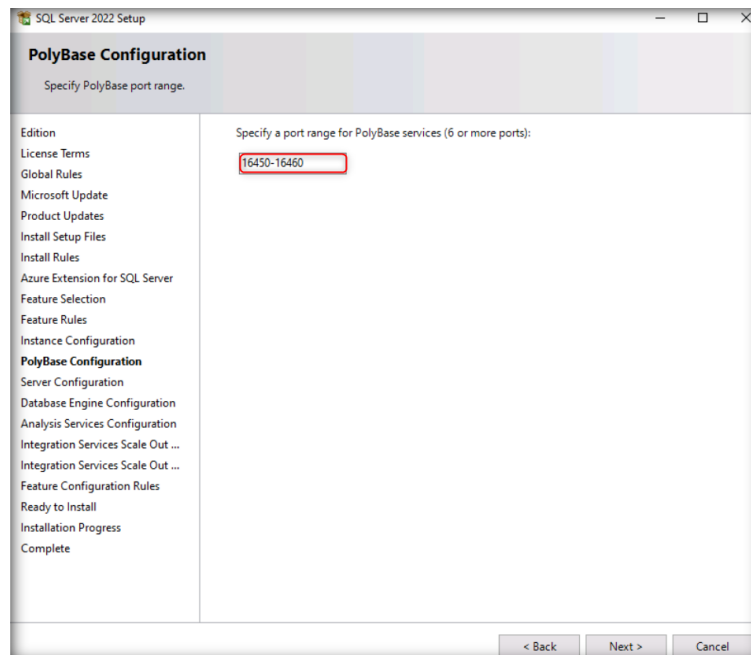 SQL Server 2022 Setup
PolyBase Configuration
Specify PolyBase port range.
Edition
License Terms
Global Rules
Microsoft Update
Product Updates
Install Setup Files
Install Rules
Azure Extension for SQL Server
Feature Selection
Feature Rules
Instance Configuration
PolyBase Configuration
Server Configuration
Database Engine Configuration
Analysis Services Configuration
Integration Services Scale Out ...
Integration Services Scale Out ...
Feature Configuration Rules
Ready to Install
Installation Progress
Complete
Specify a port range for PolyBase services (6 or more ports):
16450-16460
< Back Next > Cancel